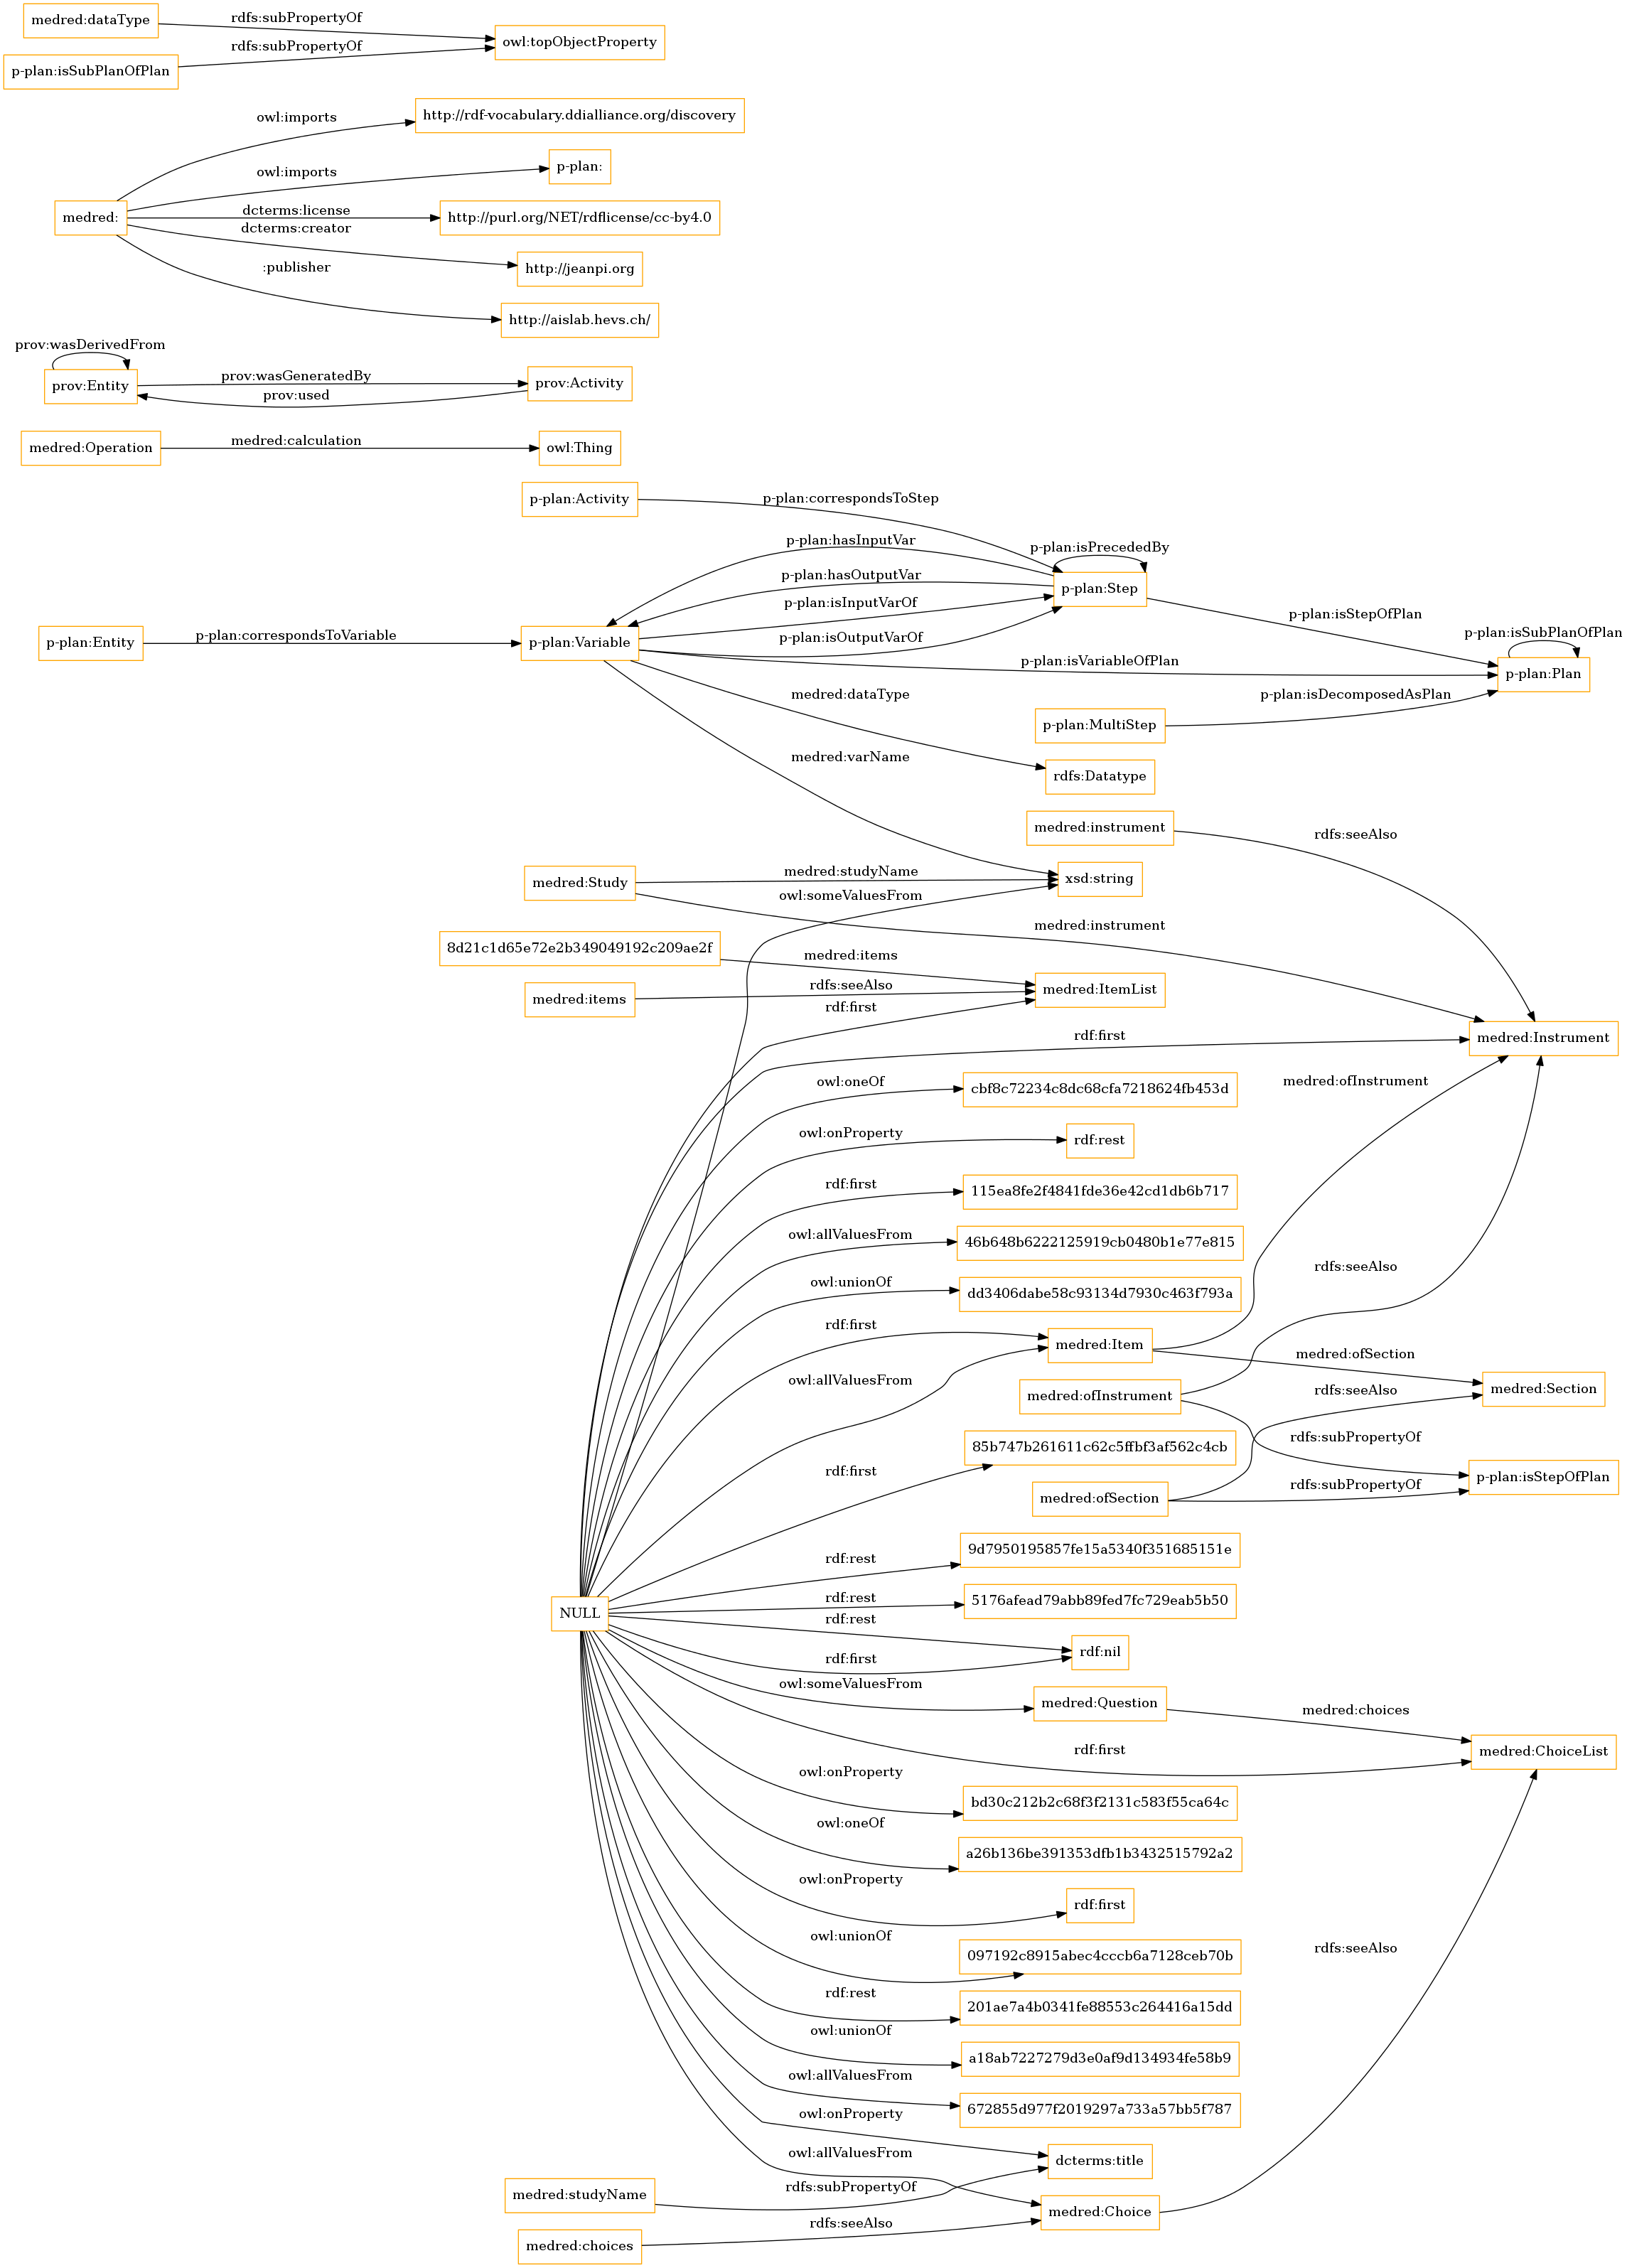 medred:dataType
rdfs:subPropertyOf
owl:topObjectProperty
rdfs:subPropertyOf
p-plan:isSubPlanOfPlan
http://rdf-vocabulary.ddialliance.org/discovery
owl:imports
p-plan:
owl:imports
medred:
dcterms:license
http://purl.org/NET/rdflicense/cc-by4.0
dcterms:creator
http://jeanpi.org
:publisher
http://aislab.hevs.ch/
prov:wasDerivedFrom
prov:Entity
prov:wasGeneratedBy
prov:Activity
prov:used
medred:Operation
medred:calculation
owl:Thing
p-plan:Activity
p-plan:correspondsToStep
p-plan:hasInputVar
p-plan:isPrecededBy
p-plan:hasOutputVar
p-plan:Step
p-plan:isInputVarOf
p-plan:isStepOfPlan
p-plan:Entity
p-plan:correspondsToVariable
p-plan:Variable
p-plan:isOutputVarOf
p-plan:isSubPlanOfPlan
p-plan:isVariableOfPlan
p-plan:Plan
medred:dataType
p-plan:isDecomposedAsPlan
p-plan:MultiStep
medred:varName
rdfs:Datatype
medred:instrument
rdfs:seeAlso
medred:Study
medred:studyName
xsd:string
owl:someValuesFrom
medred:instrument
8d21c1d65e72e2b349049192c209ae2f
medred:items
medred:items
rdfs:seeAlso
medred:ItemList
rdf:first
rdf:first
medred:Instrument
owl:oneOf
cbf8c72234c8dc68cfa7218624fb453d
medred:ofInstrument
owl:onProperty
rdf:rest
rdf:first
115ea8fe2f4841fde36e42cd1db6b717
owl:allValuesFrom
46b648b6222125919cb0480b1e77e815
rdfs:seeAlso
owl:unionOf
dd3406dabe58c93134d7930c463f793a
rdf:first
medred:Item
medred:ofSection
owl:allValuesFrom
medred:ofInstrument
rdfs:seeAlso
medred:Section
85b747b261611c62c5ffbf3af562c4cb
rdfs:subPropertyOf
rdf:first
p-plan:isStepOfPlan
medred:ofSection
rdfs:subPropertyOf
9d7950195857fe15a5340f351685151e
rdf:rest
5176afead79abb89fed7fc729eab5b50
rdf:rest
NULL
rdf:rest
rdf:nil
rdf:first
owl:someValuesFrom
medred:Question
medred:choices
rdf:first
medred:ChoiceList
owl:onProperty
bd30c212b2c68f3f2131c583f55ca64c
owl:oneOf
a26b136be391353dfb1b3432515792a2
owl:onProperty
rdf:first
owl:unionOf
097192c8915abec4cccb6a7128ceb70b
rdfs:seeAlso
rdf:rest
201ae7a4b0341fe88553c264416a15dd
owl:unionOf
a18ab7227279d3e0af9d134934fe58b9
owl:allValuesFrom
672855d977f2019297a733a57bb5f787
owl:onProperty
owl:allValuesFrom
dcterms:title
medred:studyName
rdfs:subPropertyOf
medred:Choice
rdfs:seeAlso
medred:choices